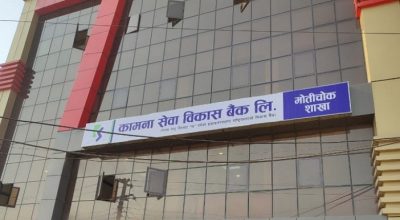 कामना सेवा विकास बैंक लि.
मोतीचोक
शाखा